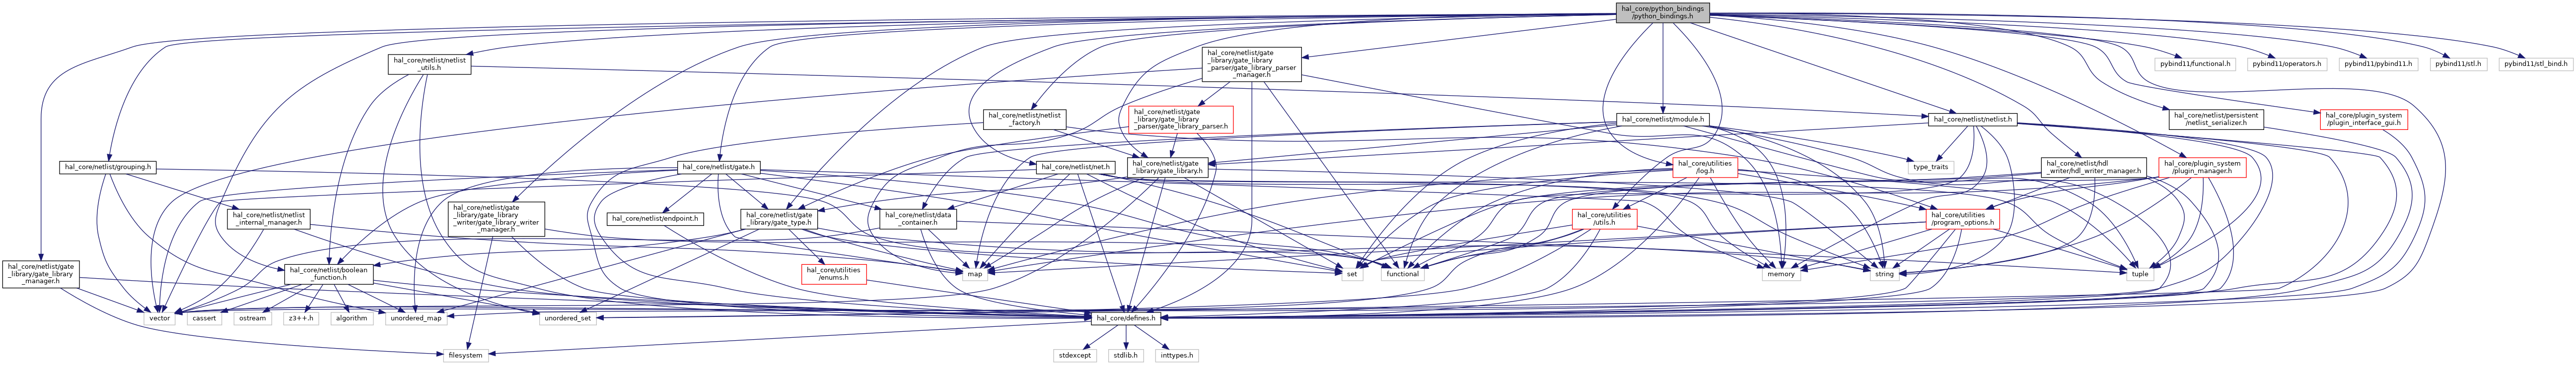 hal_core/python_bindings
/python_bindings.h
hal_core/netlist/netlist
_utils.h
hal_core/netlist/gate
_library/gate_library
_parser/gate_library_parser
_manager.h
pybind11/functional.h
pybind11/operators.h
pybind11/pybind11.h
pybind11/stl.h
pybind11/stl_bind.h
hal_core/netlist/netlist
_factory.h
hal_core/netlist/gate
_library/gate_library
_parser/gate_library_parser.h
hal_core/netlist/module.h
hal_core/netlist/netlist.h
hal_core/netlist/persistent
/netlist_serializer.h
hal_core/plugin_system
/plugin_interface_gui.h
hal_core/netlist/grouping.h
hal_core/netlist/gate.h
hal_core/netlist/net.h
hal_core/netlist/gate
_library/gate_library.h
hal_core/utilities
/log.h
type_traits
hal_core/netlist/hdl
_writer/hdl_writer_manager.h
hal_core/plugin_system
/plugin_manager.h
hal_core/netlist/netlist
_internal_manager.h
hal_core/netlist/gate
_library/gate_library
_writer/gate_library_writer
_manager.h
hal_core/netlist/endpoint.h
hal_core/netlist/gate
_library/gate_type.h
hal_core/netlist/data
_container.h
hal_core/utilities
/utils.h
hal_core/utilities
/program_options.h
hal_core/netlist/gate
_library/gate_library
_manager.h
hal_core/netlist/boolean
_function.h
hal_core/utilities
/enums.h
map
set
functional
memory
string
tuple
vector
cassert
ostream
z3++.h
algorithm
unordered_map
unordered_set
hal_core/defines.h
filesystem
stdexcept
stdlib.h
inttypes.h